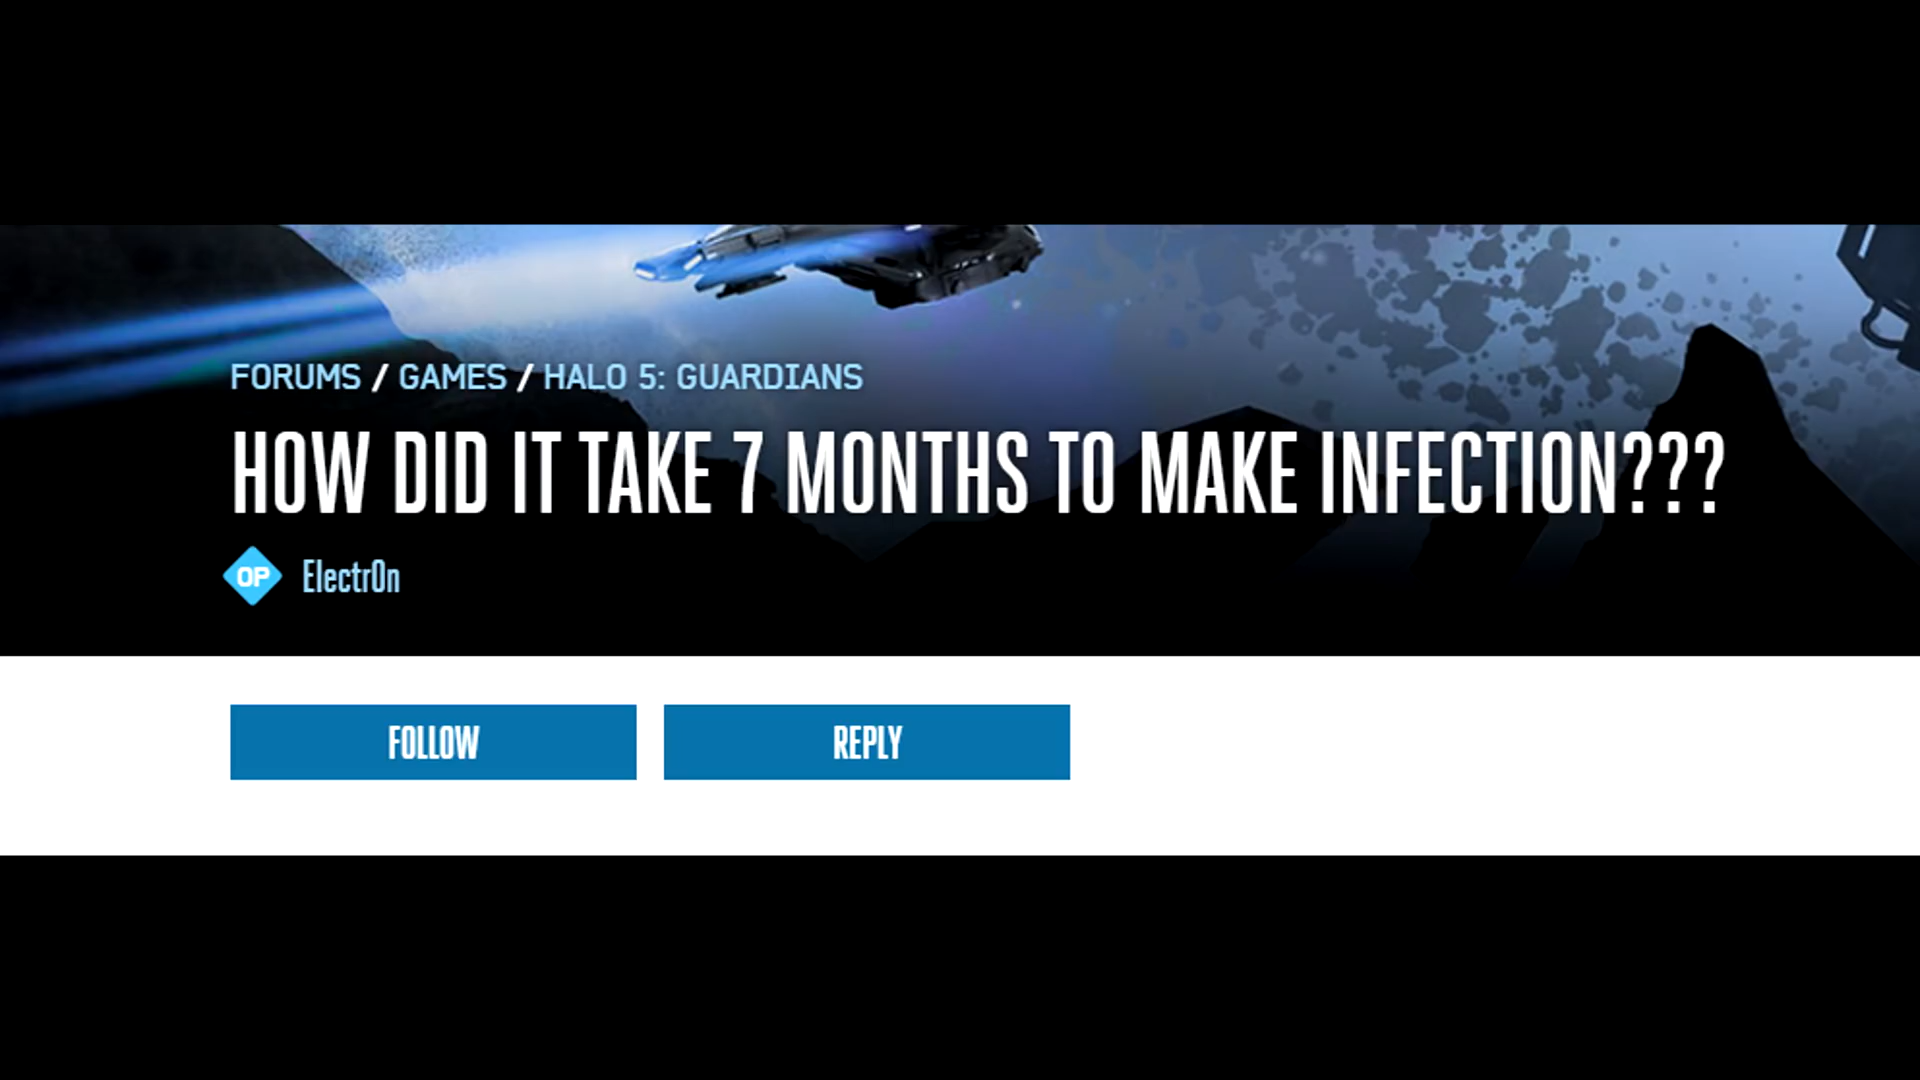 FORUMS / GAMES / HALO 5: GUARDIANS
HOW DID IT TAKE 7 MONTHS TO MAKE INFECTION???
OP Electr0n
FOLLOW REPLY